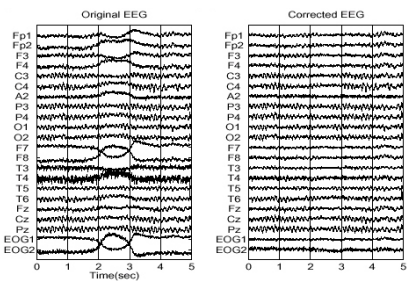 Original EEG
Corrected EEG
Fp1
Fp2
F3
F4
C3
C4
A2
P3
P4
O1
O2
F7
F8
T3
T4
T5
T6
Fz
Cz
Pz
EOG1
EOG2
0 1 2 3 4 5
Time(sec)
Fp1
Fp2
F3
F4
C3
C4
A2
P3
P4
O1
O2
F7
F8
T3
T4
T5
T6
Fz
Cz
Pz
EOG1
EOG2
0 1 2 3 4 5